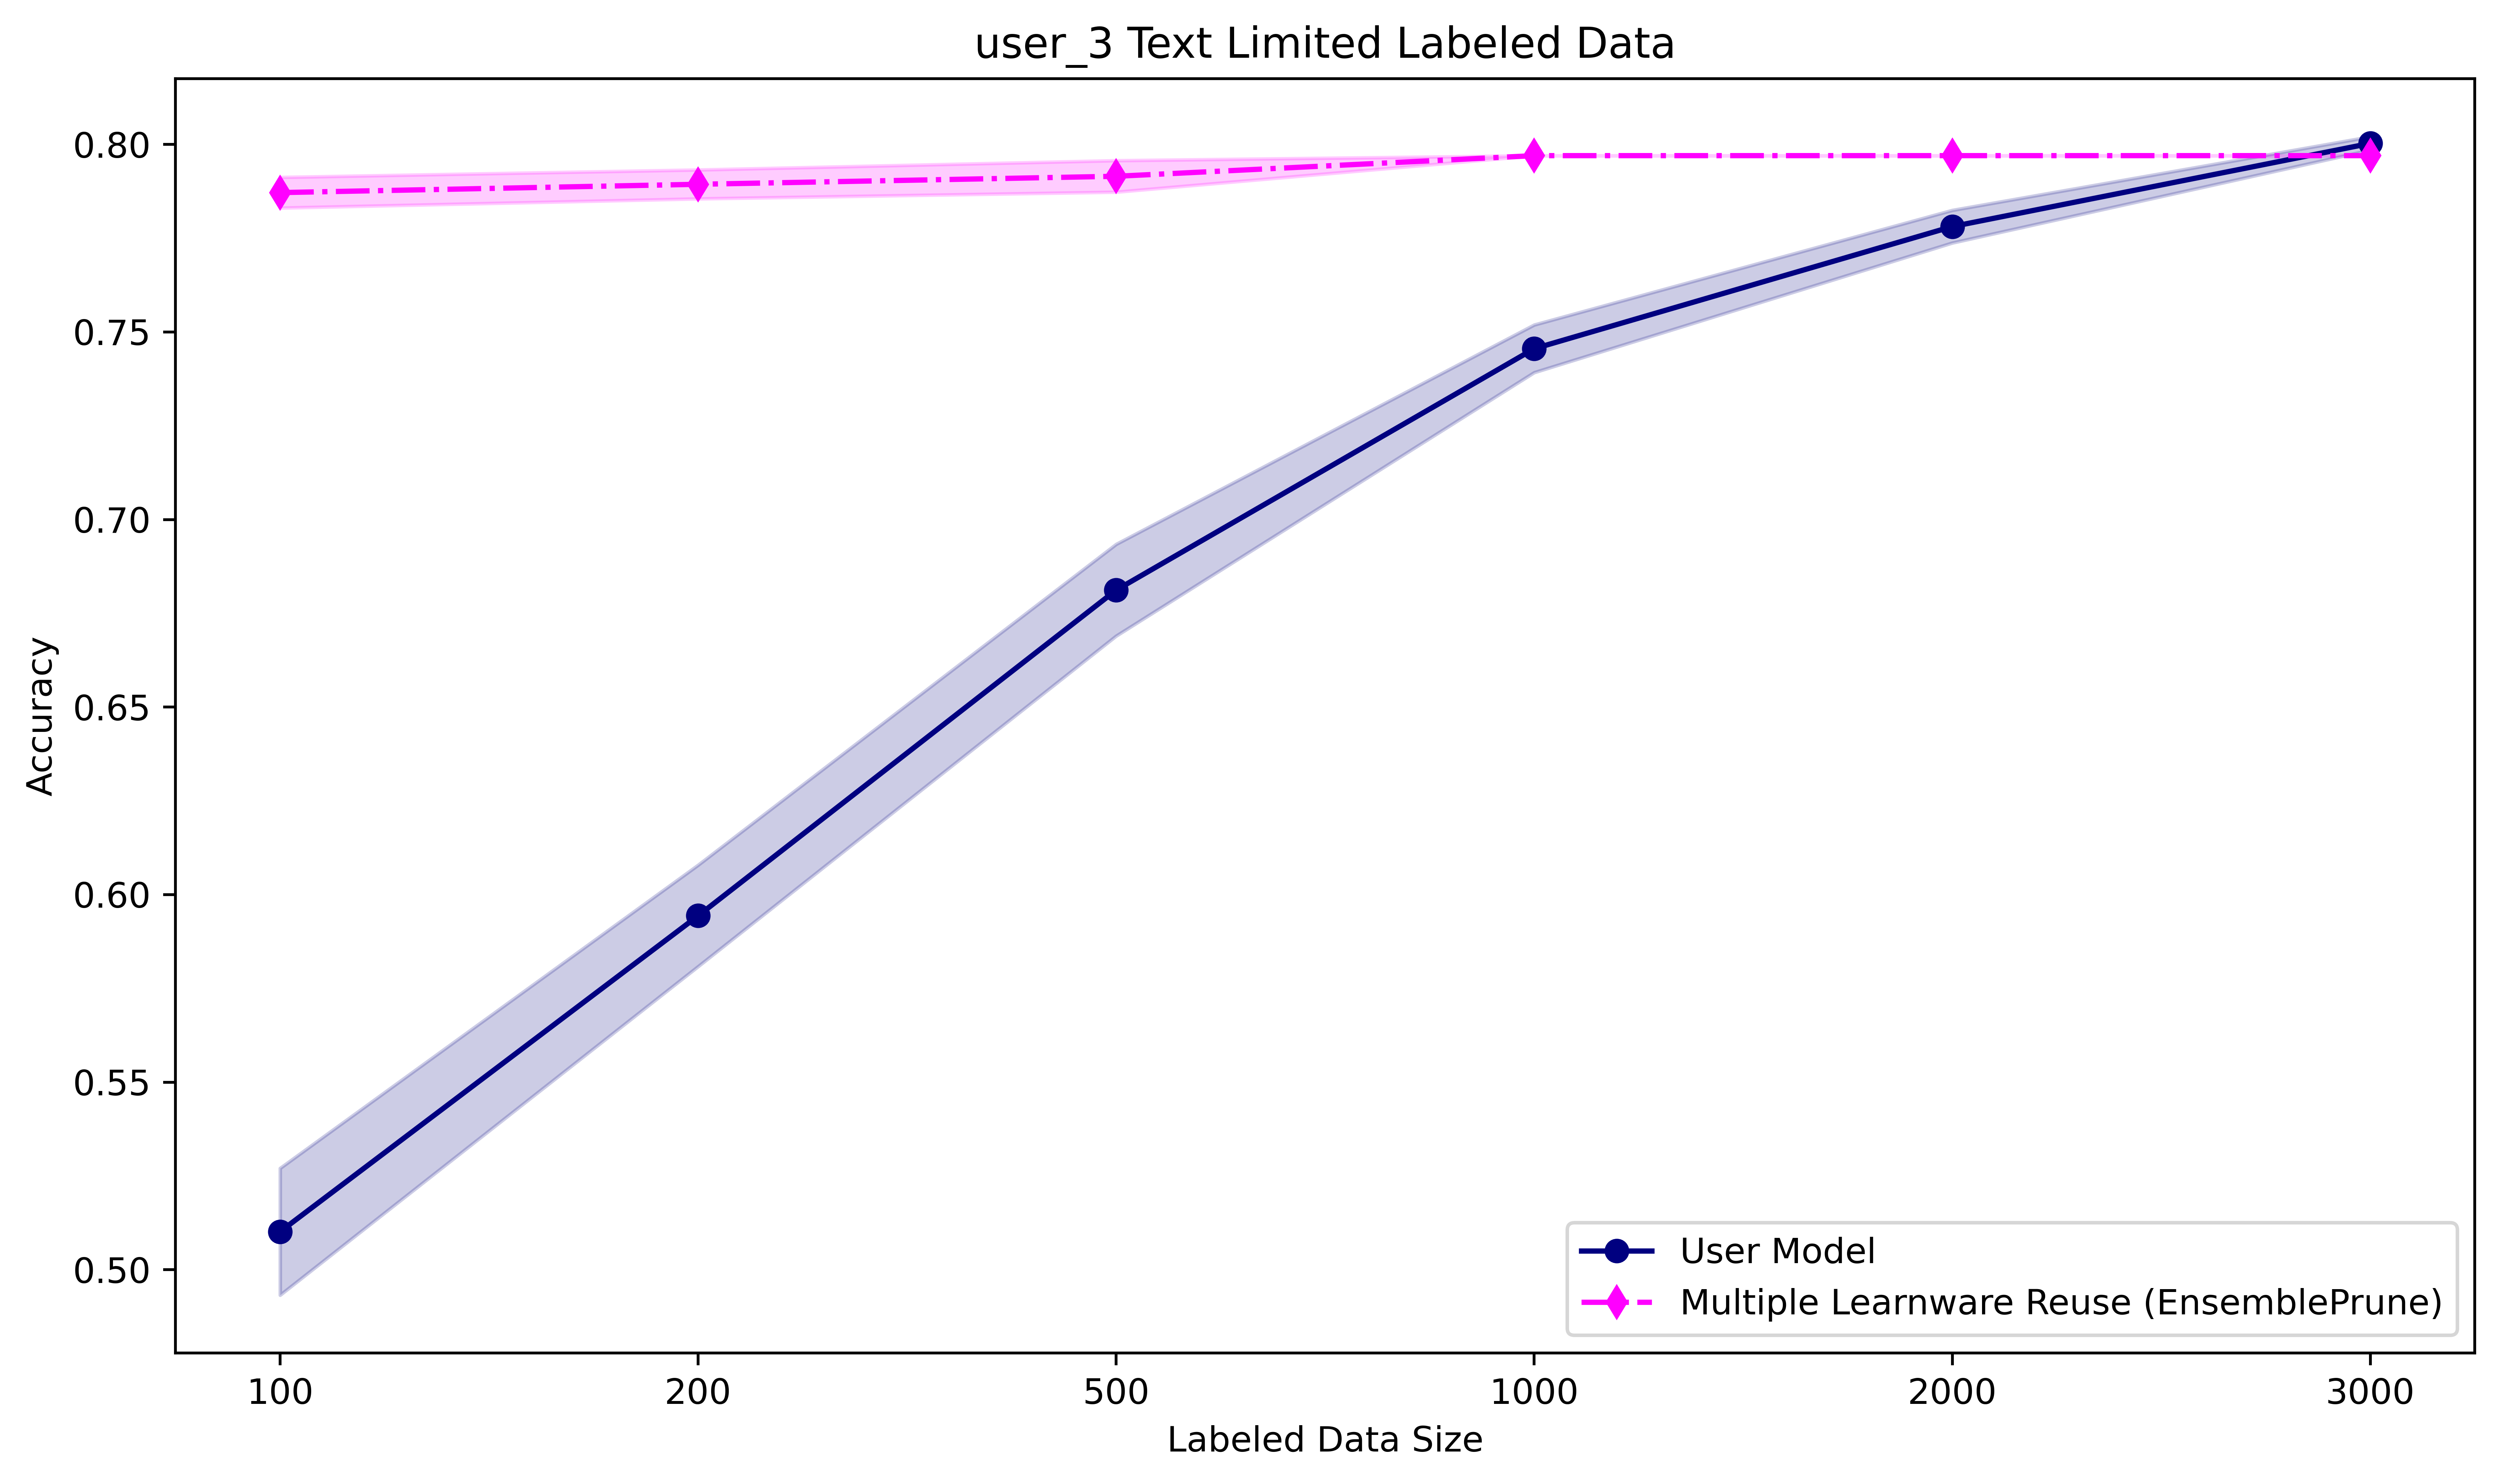 user_3 Text Limited Labeled Data
Accuracy
0.80
0.75
0.70
0.65
0.60
0.55
0.50
User Model
Multiple Learnware Reuse (EnsemblePrune)
100 200 500 1000 2000 3000
Labeled Data Size